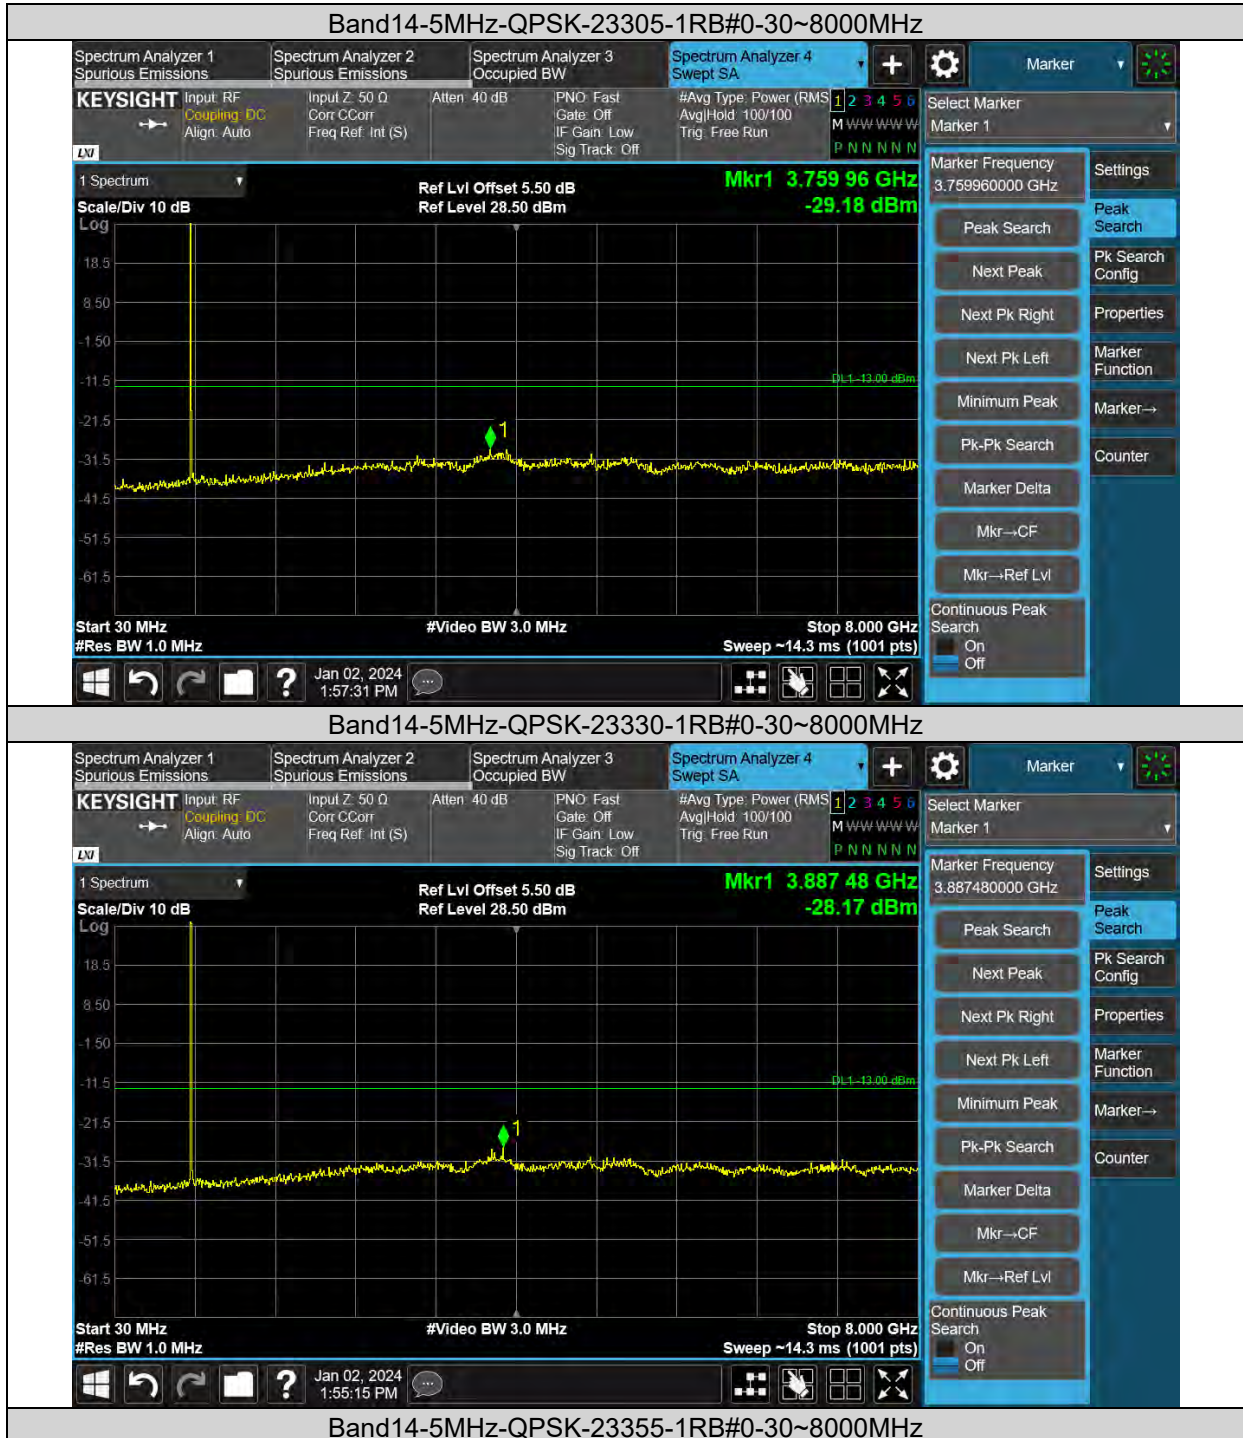 Band14-5MHz-QPSK-23305-1RB#0-30~8000MHz
Spectrum Analyzer 1
Spurious Emissions
Spectrum Analyzer 2
Spurious Emissions
Spectrum Analyzer 3
Occupied BW
Spectrum Analyzer 4
Swept SA
Marker
KEYSIGHT
LXI
Input: RF
Coupling: DC
Align: Auto
Input Z: 50 Ω
Corr CCorr
Freq Ref: Int (S)
Atten: 40 dB
PNO: Fast
Gate: Off
IF Gain: Low
Sig Track: Off
#Avg Type: Power (RMS
Avg|Hold: 100/100
Trig: Free Run
1 2 3 4 5 6
M W W W W W
P N N N N N
Select Marker
Marker 1
1 Spectrum
Scale/Div 10 dB
Log
Ref Lvl Offset 5.50 dB
Ref Level 28.50 dBm
Mkr1 3.759 96 GHz
-29.18 dBm
18.5
8.50
-1.50
-11.5
-21.5
-31.5
-41.5
-51.5
-61.5
DL1 -13.00 dBm
1
Start 30 MHz
#Res BW 1.0 MHz
#Video BW 3.0 MHz
Stop 8.000 GHz
Sweep ~14.3 ms (1001 pts)
Marker Frequency
3.759960000 GHz
Peak Search
Next Peak
Next Pk Right
Next Pk Left
Minimum Peak
Pk-Pk Search
Marker Delta
Mkr→CF
Mkr→Ref Lvl
Continuous Peak
Search
On
Off
Settings
Peak
Search
Pk Search
Config
Properties
Marker
Function
Marker→
Counter
?
Jan 02, 2024
1:57:31 PM
Band14-5MHz-QPSK-23330-1RB#0-30~8000MHz
Spectrum Analyzer 1
Spurious Emissions
Spectrum Analyzer 2
Spurious Emissions
Spectrum Analyzer 3
Occupied BW
Spectrum Analyzer 4
Swept SA
Marker
KEYSIGHT
LXI
Input: RF
Coupling: DC
Align: Auto
Input Z: 50 Ω
Corr CCorr
Freq Ref: Int (S)
Atten: 40 dB
PNO: Fast
Gate: Off
IF Gain: Low
Sig Track: Off
#Avg Type: Power (RMS
Avg|Hold: 100/100
Trig: Free Run
1 2 3 4 5 6
M W W W W W
P N N N N N
Select Marker
Marker 1
1 Spectrum
Scale/Div 10 dB
Log
Ref Lvl Offset 5.50 dB
Ref Level 28.50 dBm
Mkr1 3.887 48 GHz
-28.17 dBm
18.5
8.50
-1.50
-11.5
-21.5
-31.5
-41.5
-51.5
-61.5
DL1 -13.00 dBm
1
Start 30 MHz
#Res BW 1.0 MHz
#Video BW 3.0 MHz
Stop 8.000 GHz
Sweep ~14.3 ms (1001 pts)
Marker Frequency
3.887480000 GHz
Peak Search
Next Peak
Next Pk Right
Next Pk Left
Minimum Peak
Pk-Pk Search
Marker Delta
Mkr→CF
Mkr→Ref Lvl
Continuous Peak
Search
On
Off
Settings
Peak
Search
Pk Search
Config
Properties
Marker
Function
Marker→
Counter
?
Jan 02, 2024
1:55:15 PM
Band14-5MHz-QPSK-23355-1RB#0-30~8000MHz